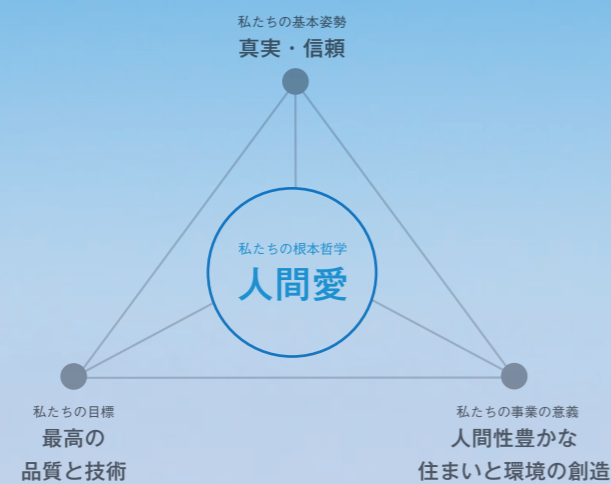 私たちの基本姿勢
真実・信頼
私たちの根本哲学
人間愛
私たちの目標
最高の
品質と技術
私たちの事業の意義
人間性豊かな
住まいと環境の創造